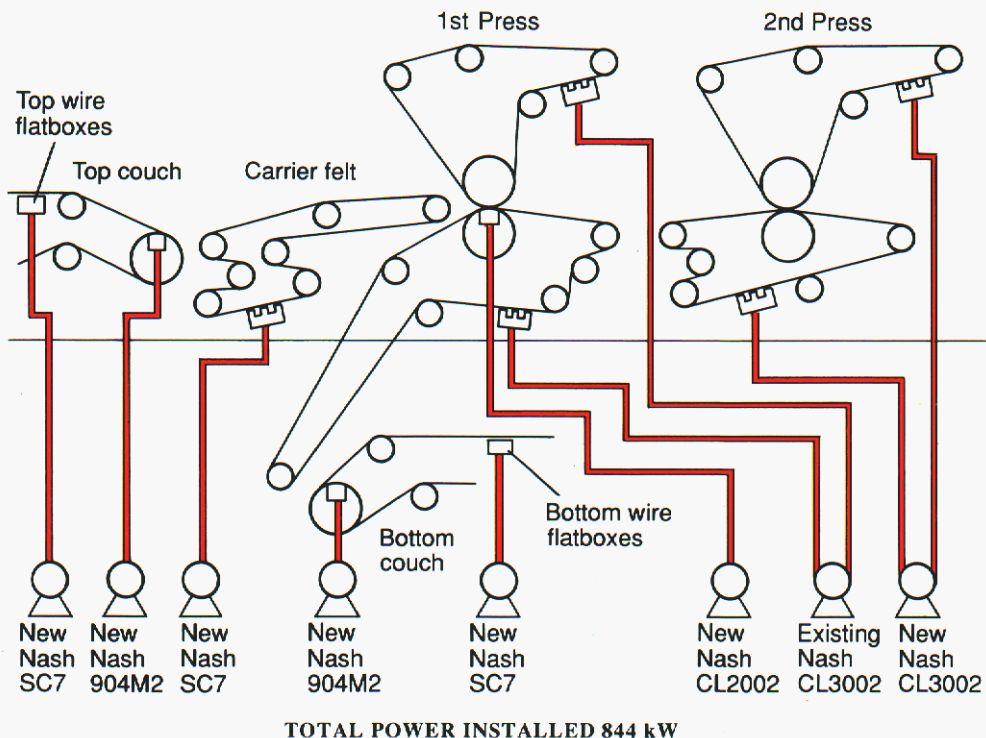 1st Press
2nd Press
Top wire
flatboxes
Top couch
Carrier felt
Bottom wire
flatboxes
Bottom
couch
New
Nash
SC7
New
Nash
904M2
New
Nash
SC7
New
Nash
904M2
New
Nash
SC7
New
Nash
CL2002
Existing
Nash
CL3002
New
Nash
CL3002
TOTAL POWER INSTALLED 844 kW